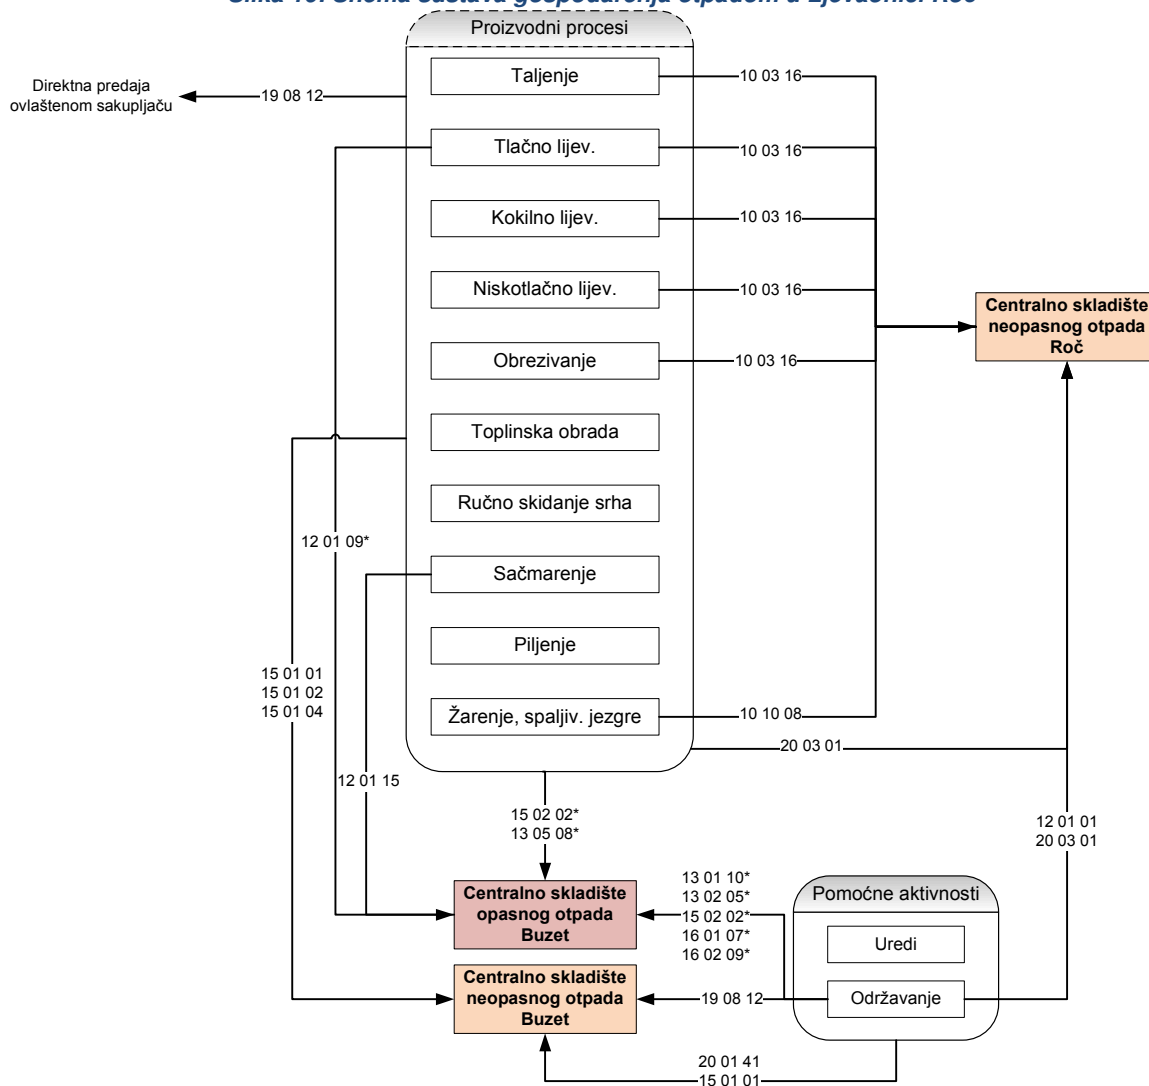 Proizvodni procesi
Direktna predaja
ovlaštenom sakupljaču
19 08 12
Taljenje
10 03 16
Tlačno lijev.
10 03 16
Kokilno lijev.
10 03 16
Niskotlačno lijev.
10 03 16
Centralno skladište
neopasnog otpada
Roč
Obrezivanje
10 03 16
Toplinska obrada
Ručno skidanje srha
12 01 09*
Sačmarenje
Piljenje
15 01 01
15 01 02
15 01 04
Žarenje, spaljiv. jezgre
10 10 08
20 03 01
12 01 15
15 02 02*
13 05 08*
12 01 01
20 03 01
Centralno skladište
opasnog otpada
Buzet
13 01 10*
13 02 05*
15 02 02*
16 01 07*
16 02 09*
Pomoćne aktivnosti
Uredi
Centralno skladište
neopasnog otpada
Buzet
19 08 12
Održavanje
20 01 41
15 01 01